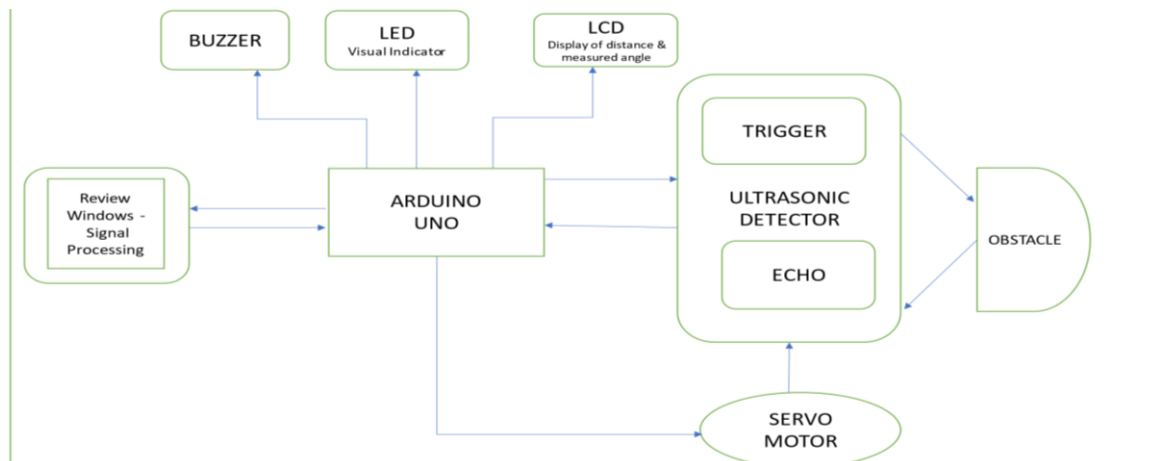 BUZZER
LED
Visual Indicator
LCD
Display of distance &
measured angle
TRIGGER
Review
Windows -
Signal
Processing
ARDUINO
UNO
ULTRASONIC
DETECTOR
OBSTACLE
ECHO
SERVO
MOTOR